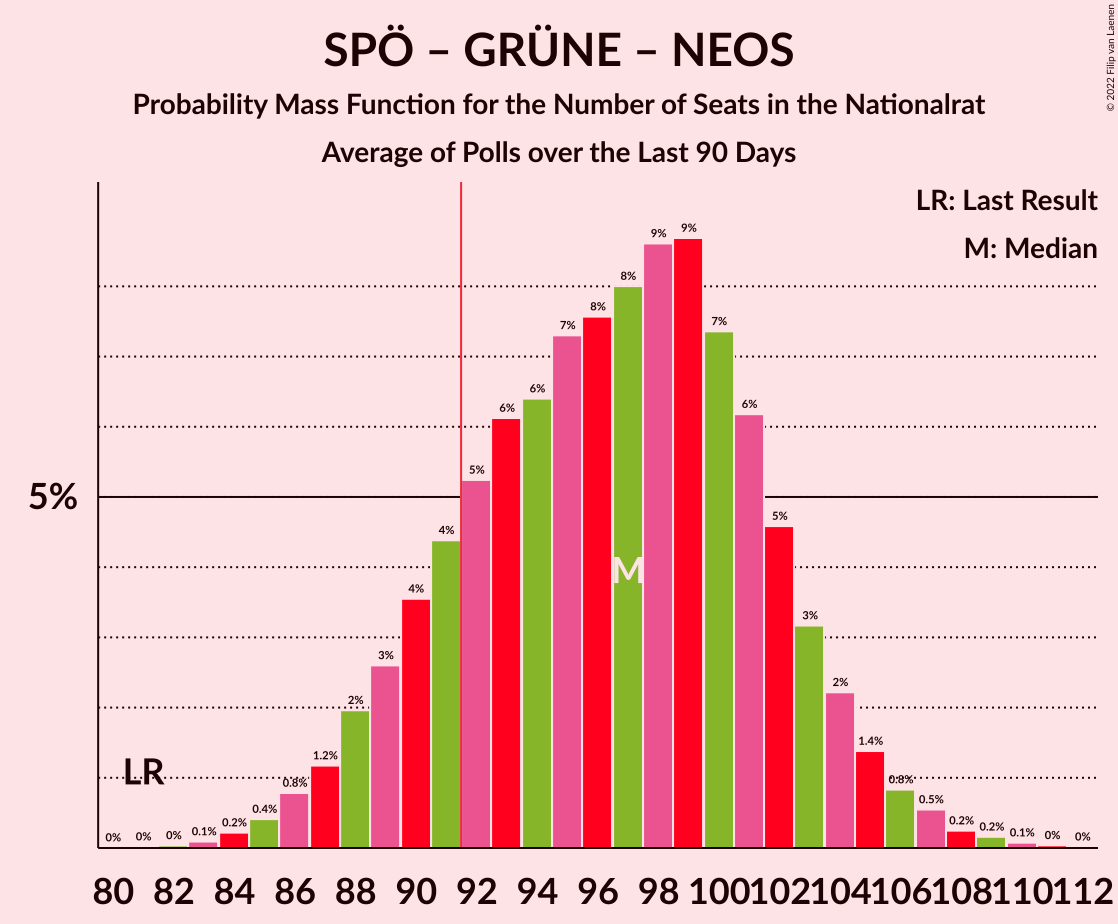 SPÖ – GRÜNE – NEOS
Probability Mass Function for the Number of Seats in the Nationalrat
Average of Polls over the Last 90 Days
© 2022 Filip van Laenen
LR: Last Result
M: Median
5%
LR
M
0% 0% 0% 0.1% 0.2% 0.4% 0.8% 1.2% 2% 3% 4% 4% 5% 6% 6% 7% 8% 8% 9% 9% 7% 6% 5% 3% 2% 1.4% 0.8% 0.5% 0.2% 0.2% 0.1% 0% 0%
80 82 84 86 88 90 92 94 96 98 100 102 104 106 108 110 112